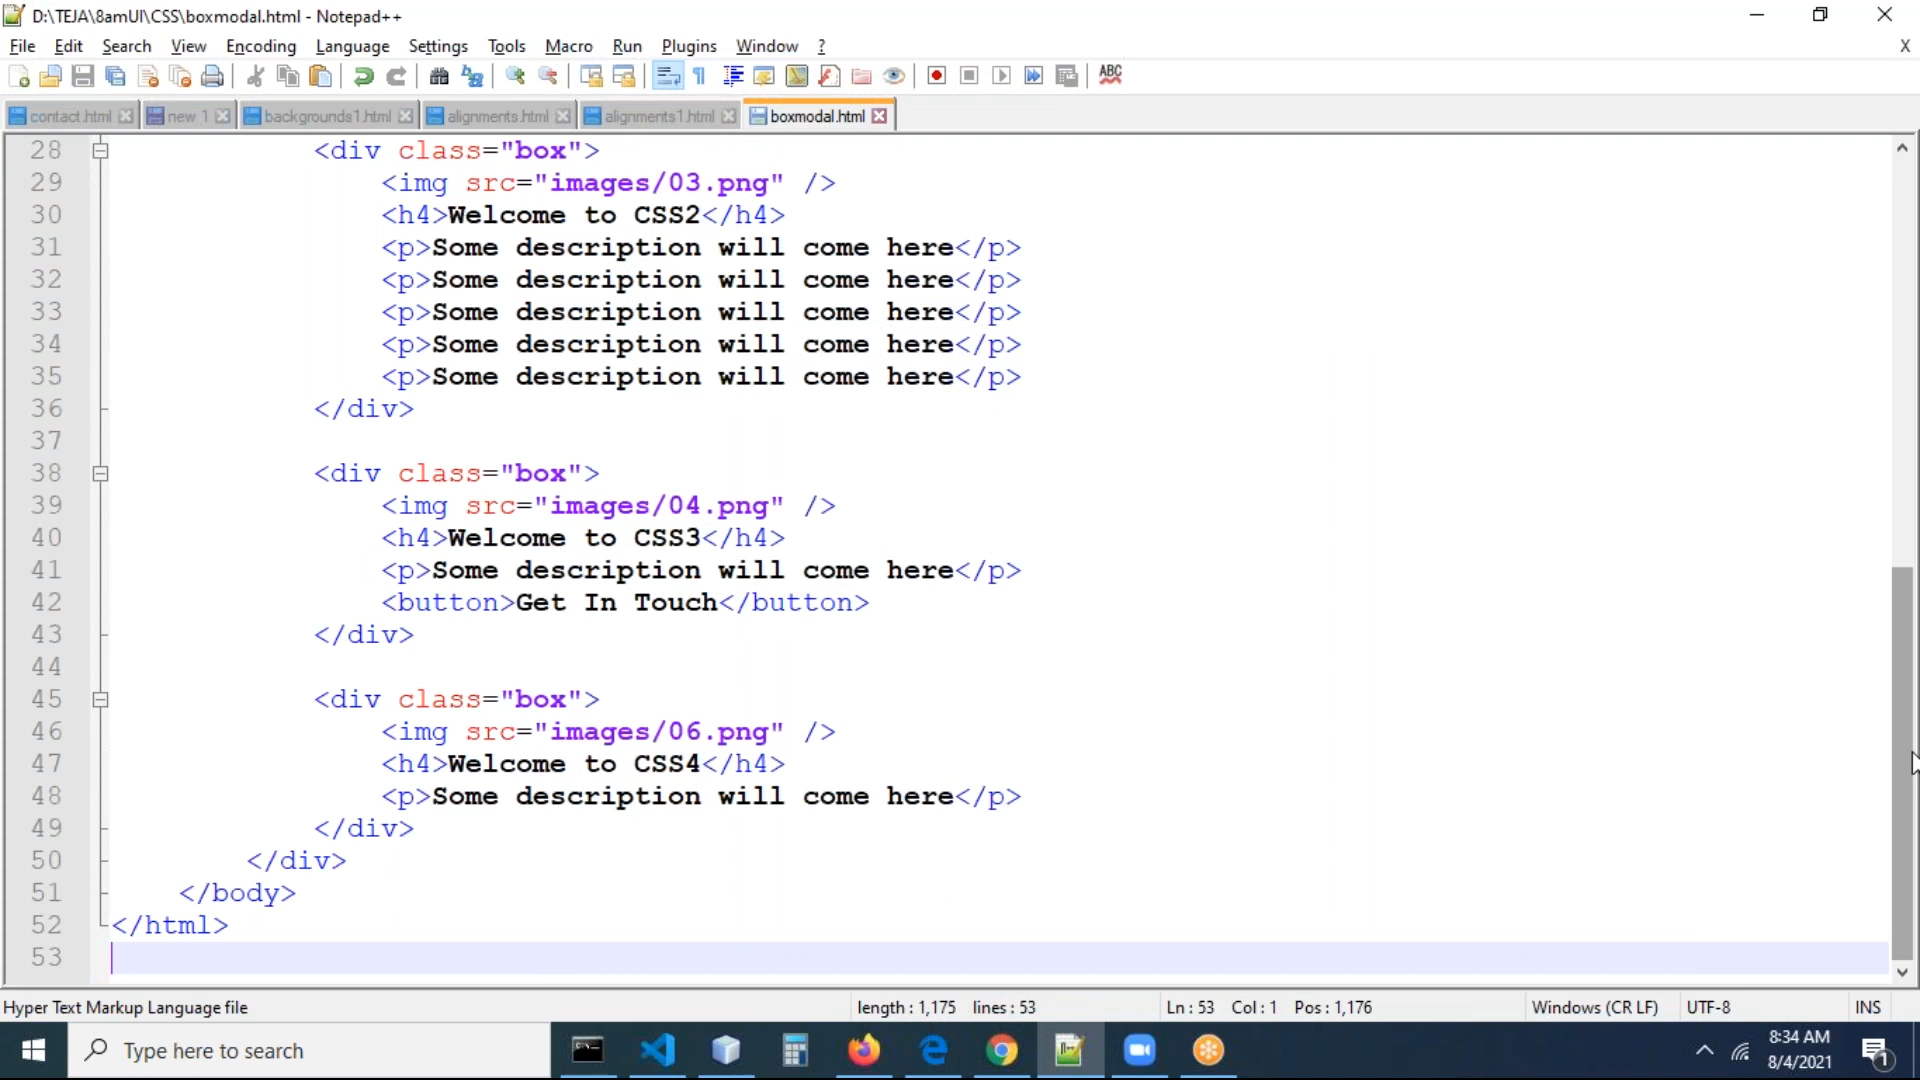 D:\TEJA\8amUI\CSS\boxmodal.html - Notepad++
File Edit Search View Encoding Language Settings Tools Macro Run Plugins Window ? X
ABC
contact.html new 1 backgrounds1.html alignments.html alignments1.html boxmodal.html
28 <div class="box">
29 <img src="images/03.png" />
30 <h4>Welcome to CSS2</h4>
31 <p>Some description will come here</p>
32 <p>Some description will come here</p>
33 <p>Some description will come here</p>
34 <p>Some description will come here</p>
35 <p>Some description will come here</p>
36 </div>
37
38 <div class="box">
39 <img src="images/04.png" />
40 <h4>Welcome to CSS3</h4>
41 <p>Some description will come here</p>
42 <button>Get In Touch</button>
43 </div>
44
45 <div class="box">
46 <img src="images/06.png" />
47 <h4>Welcome to CSS4</h4>
48 <p>Some description will come here</p>
49 </div>
50 </div>
51 </body>
52 </html>
53
Hyper Text Markup Language file length : 1,175 lines : 53 Ln : 53 Col : 1 Pos : 1,176 Windows (CR LF) UTF-8 INS
Type here to search
8:34 AM
8/4/2021
1